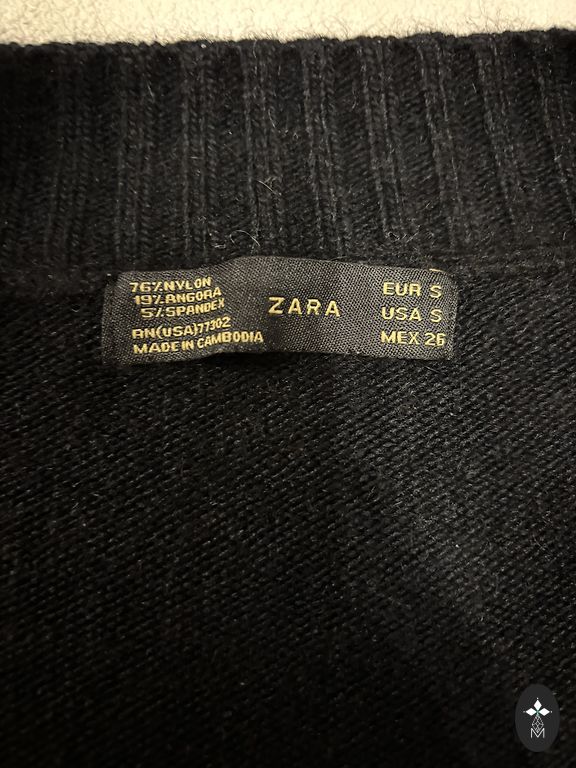 76%NYLON
19%ANGORA
5%SPANDEX
RN(USA)77302
MADE IN CAMBODIA
ZARA
EUR S
USA S
MEX 26
M